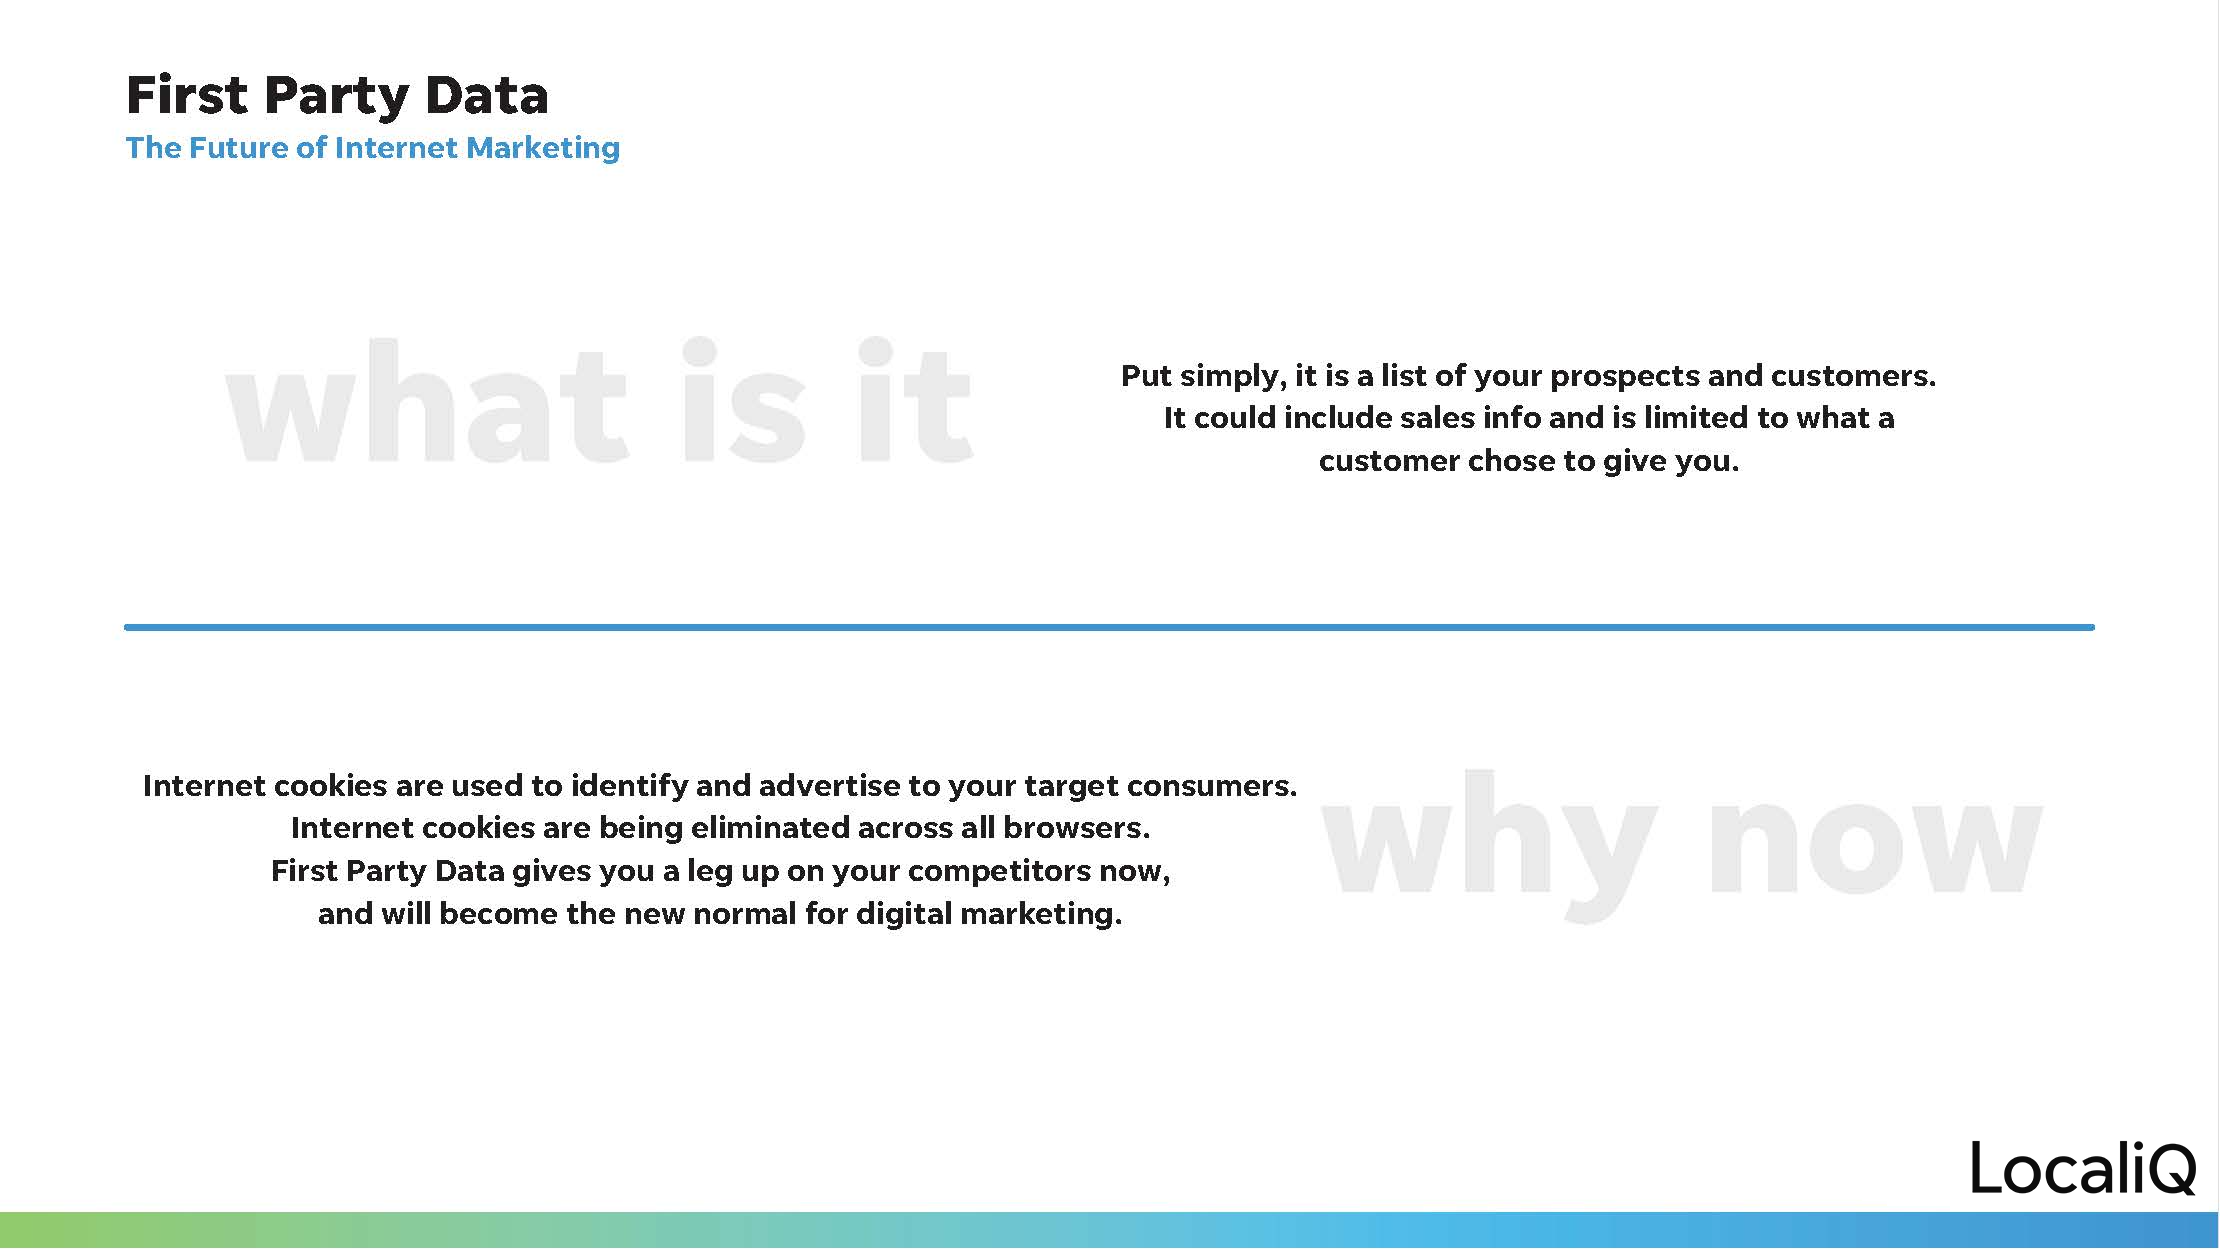 First Party Data
The Future of Internet Marketing
what is it
Put simply, it is a list of your prospects and customers.
It could include sales info and is limited to what a
customer chose to give you.
Internet cookies are used to identify and advertise to your target consumers.
Internet cookies are being eliminated across all browsers.
First Party Data gives you a leg up on your competitors now,
and will become the new normal for digital marketing.
why now
LocaliQ